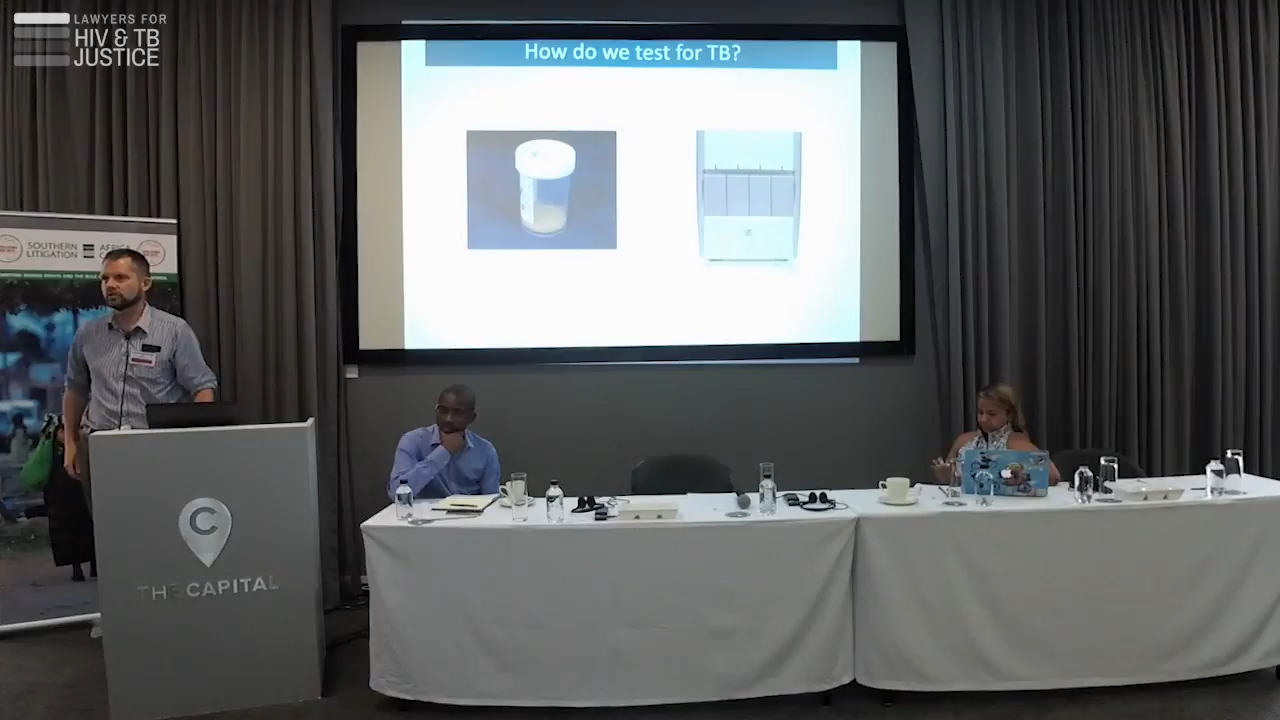 LAWYERS FOR
HIV & TB
JUSTICE
How do we test for TB?
SOUTHERN
LITIGATION
AFRICA
C
THE CAPITAL